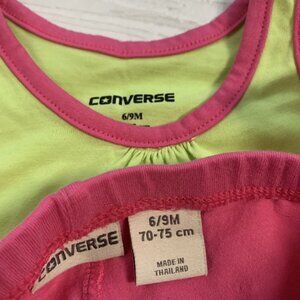 CONVERSE
6/9M
CONVERSE
6/9M
70-75 cm
MADE IN
THAILAND